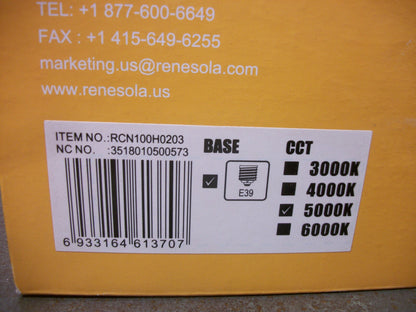 TEL: +1 877-600-6649
FAX : +1 415-649-6255
marketing.us@renesola.com
www.renesola.com
ITEM NO.:RCN100H0203
NC NO. :3518010500573
BASE
E39
CCT
3000K
4000K
5000K
6000K
6 933164 613707